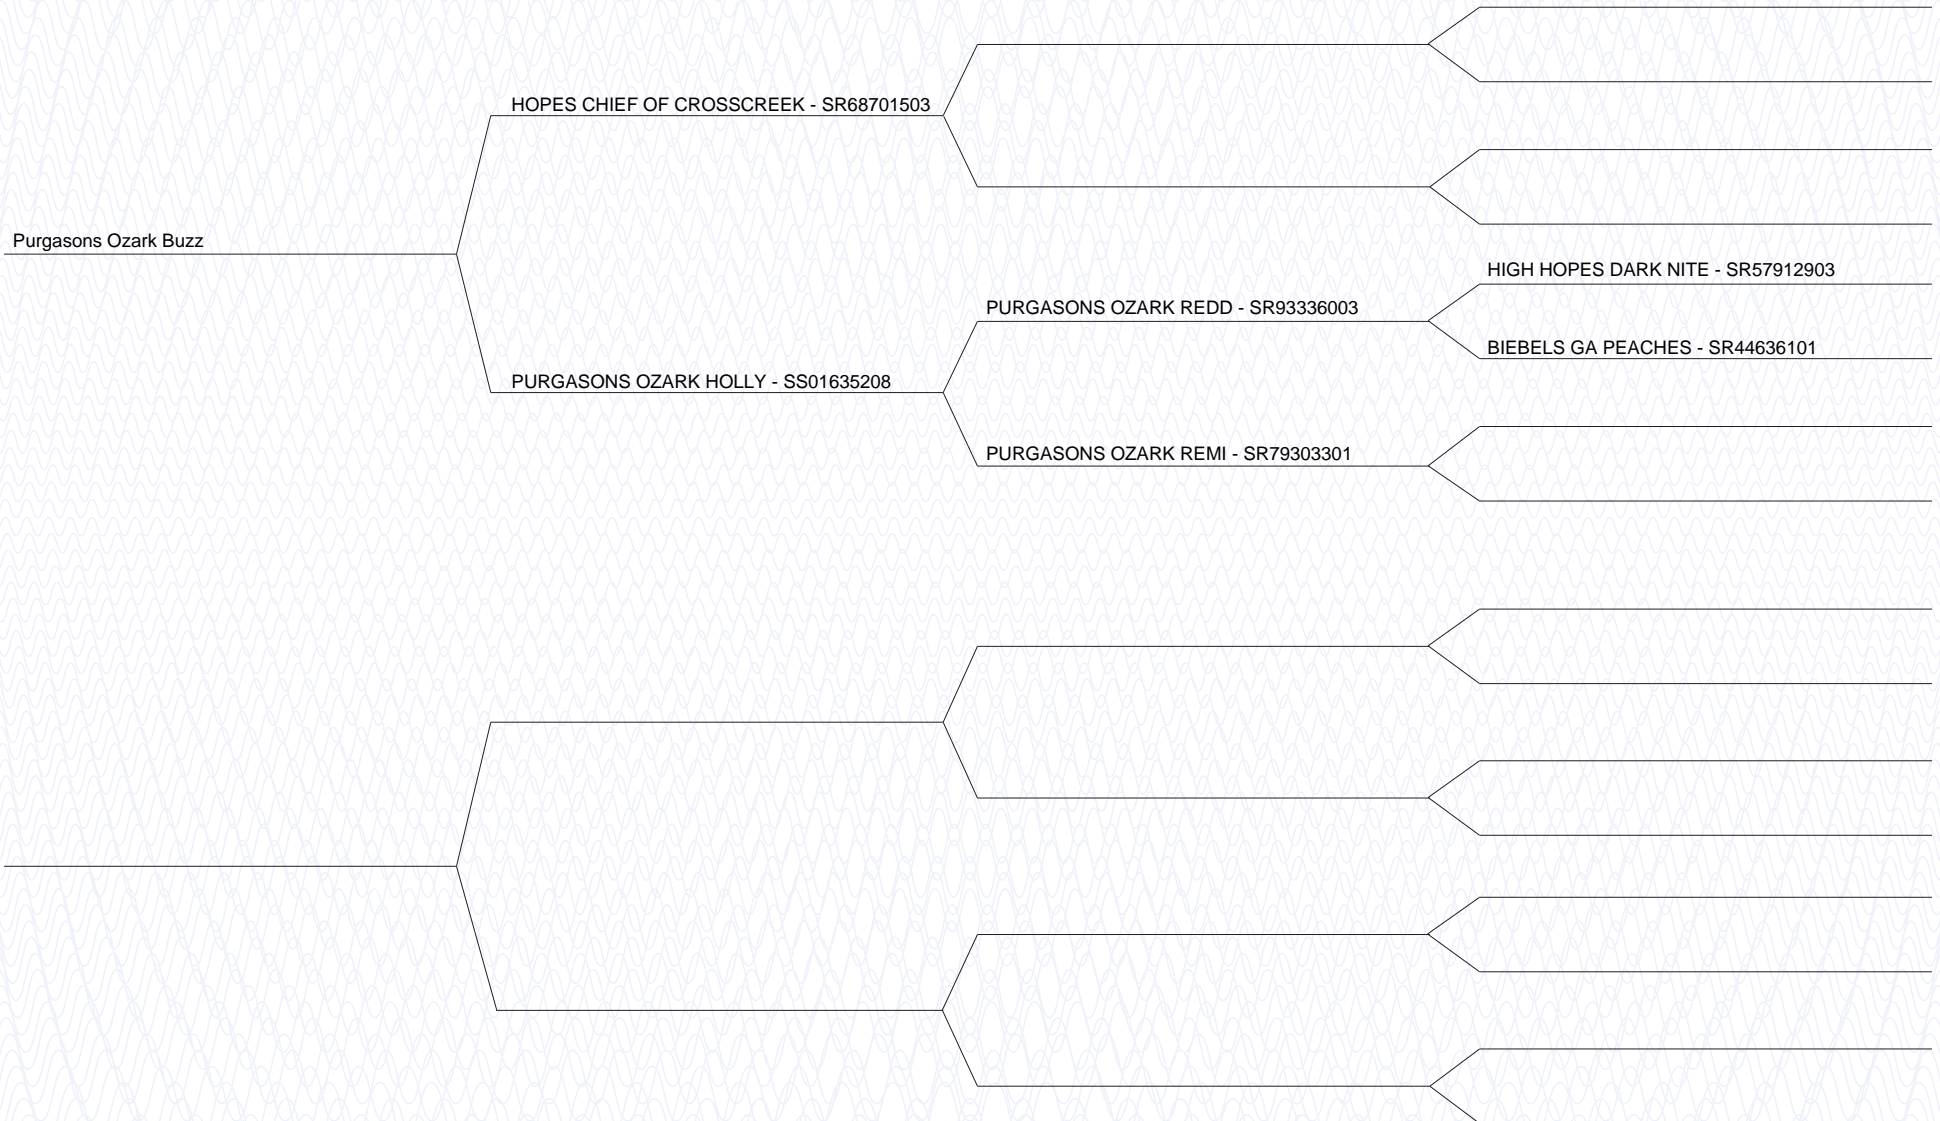 HOPES CHIEF OF CROSSCREEK - SR68701503
Purgasons Ozark Buzz
HIGH HOPES DARK NITE - SR57912903
PURGASONS OZARK REDD - SR93336003
BIEBELS GA PEACHES - SR44636101
PURGASONS OZARK HOLLY - SS01635208
PURGASONS OZARK REMI - SR79303301